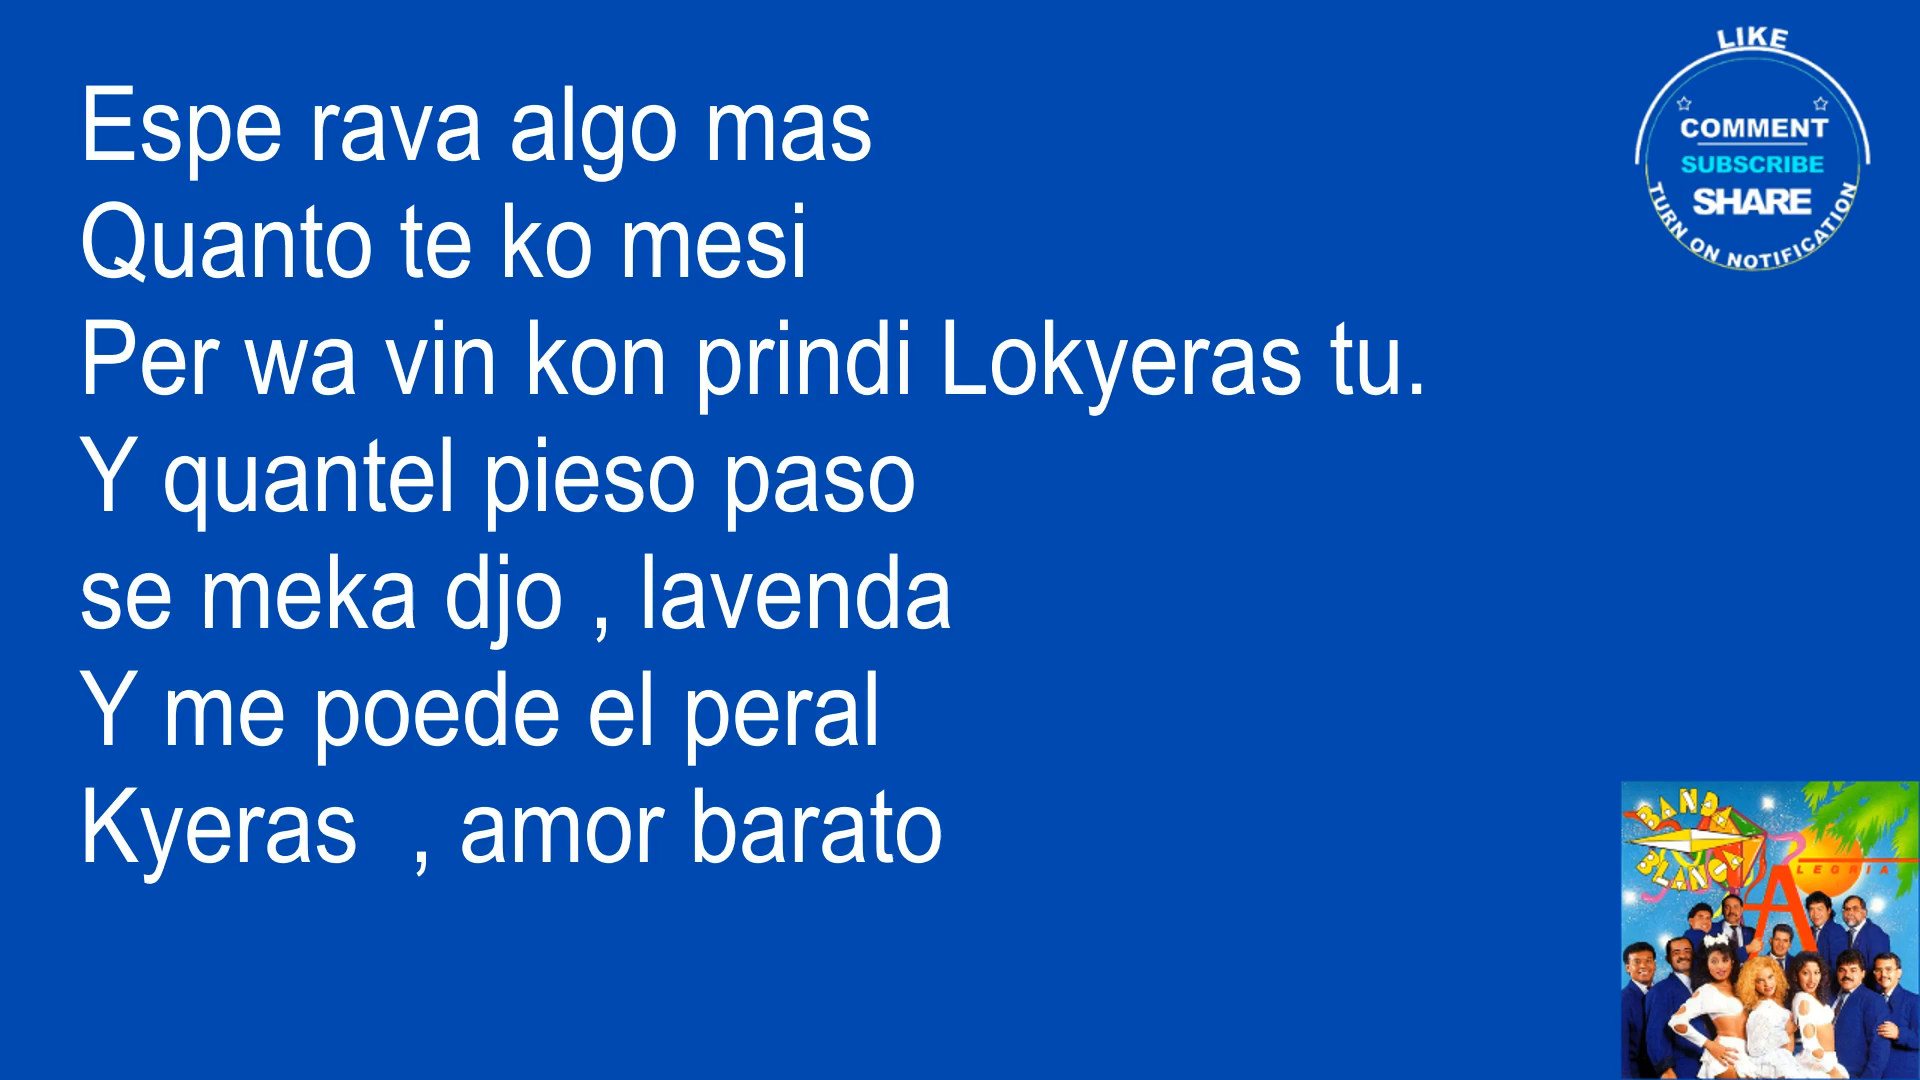 Espe rava algo mas
Quanto te ko mesi
Per wa vin kon prindi Lokyeras tu.
Y quantel pieso paso
se meka djo , lavenda
Y me poede el peral
Kyeras , amor barato
LIKE
COMMENT
SUBSCRIBE
SHARE
TURN ON NOTIFICATION
BANDA
BLANCA
ALEGRIA